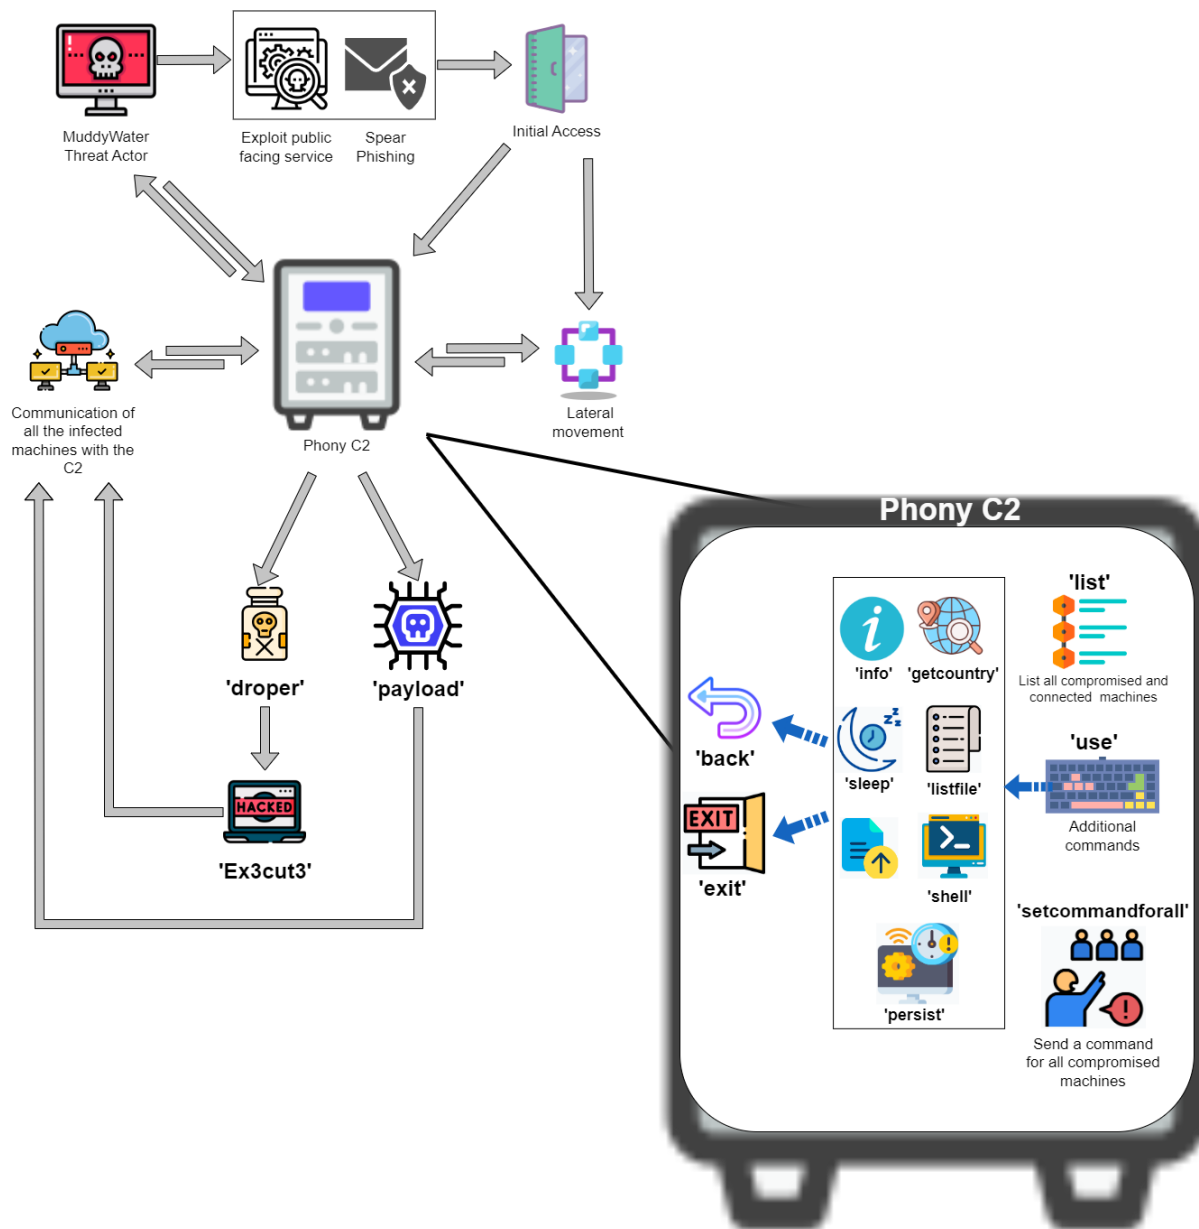 MuddyWater
Threat Actor
Exploit public
facing service
Spear
Phishing
Initial Access
Communication of
all the infected
machines with the
C2
Phony C2
Lateral
movement
'droper'
'payload'
HACKED
'Ex3cut3'
Phony C2
'info'
'getcountry'
'list'
List all compromised and
connected machines
'back'
'sleep'
'listfile'
'use'
Additional
commands
EXIT
'exit'
'shell'
'setcommandforall'
'persist'
Send a command
for all compromised
machines